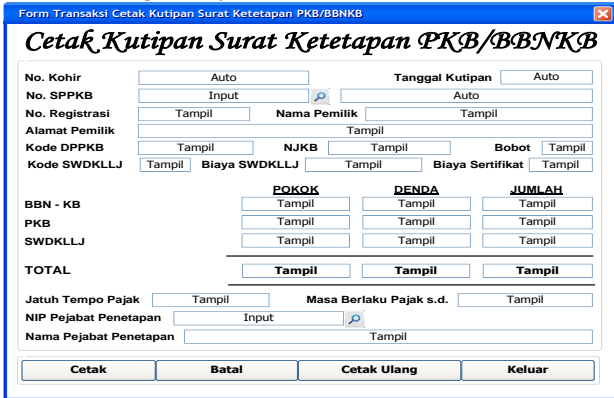 Form Transaksi Cetak Kutipan Surat Ketetapan PKB/BBNKB
Cetak Kutipan Surat Ketetapan PKB/BBNKB
No. Kohir Auto Tanggal Kutipan Auto
No. SPPKB Input Auto
No. Registrasi Tampil Nama Pemilik Tampil
Alamat Pemilik Tampil
Kode DPPKB Tampil NJKB Tampil Bobot Tampil
Kode SWDKLLJ Tampil Biaya SWDKLLJ Tampil Biaya Sertifikat Tampil
POKOK DENDA JUMLAH
BBN - KB Tampil Tampil Tampil
PKB Tampil Tampil Tampil
SWDKLLJ Tampil Tampil Tampil
TOTAL Tampil Tampil Tampil
Jatuh Tempo Pajak Tampil Masa Berlaku Pajak s.d. Tampil
NIP Pejabat Penetapan Input
Nama Pejabat Penetapan Tampil
Cetak Batal Cetak Ulang Keluar